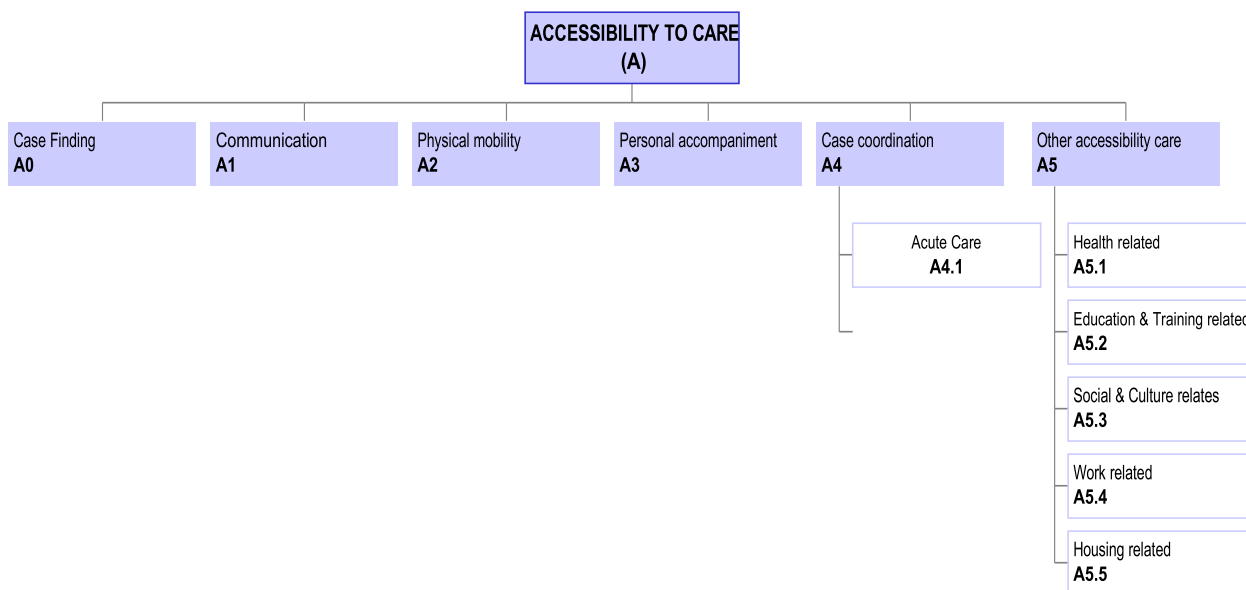 ACCESSIBILITY TO CARE
(A)
Case Finding
A0
Communication
A1
Physical mobility
A2
Personal accompaniment
A3
Case coordination
A4
Other accessibility care
A5
Acute Care
A4.1
Health related
A5.1
Education & Training related
A5.2
Social & Culture relates
A5.3
Work related
A5.4
Housing related
A5.5